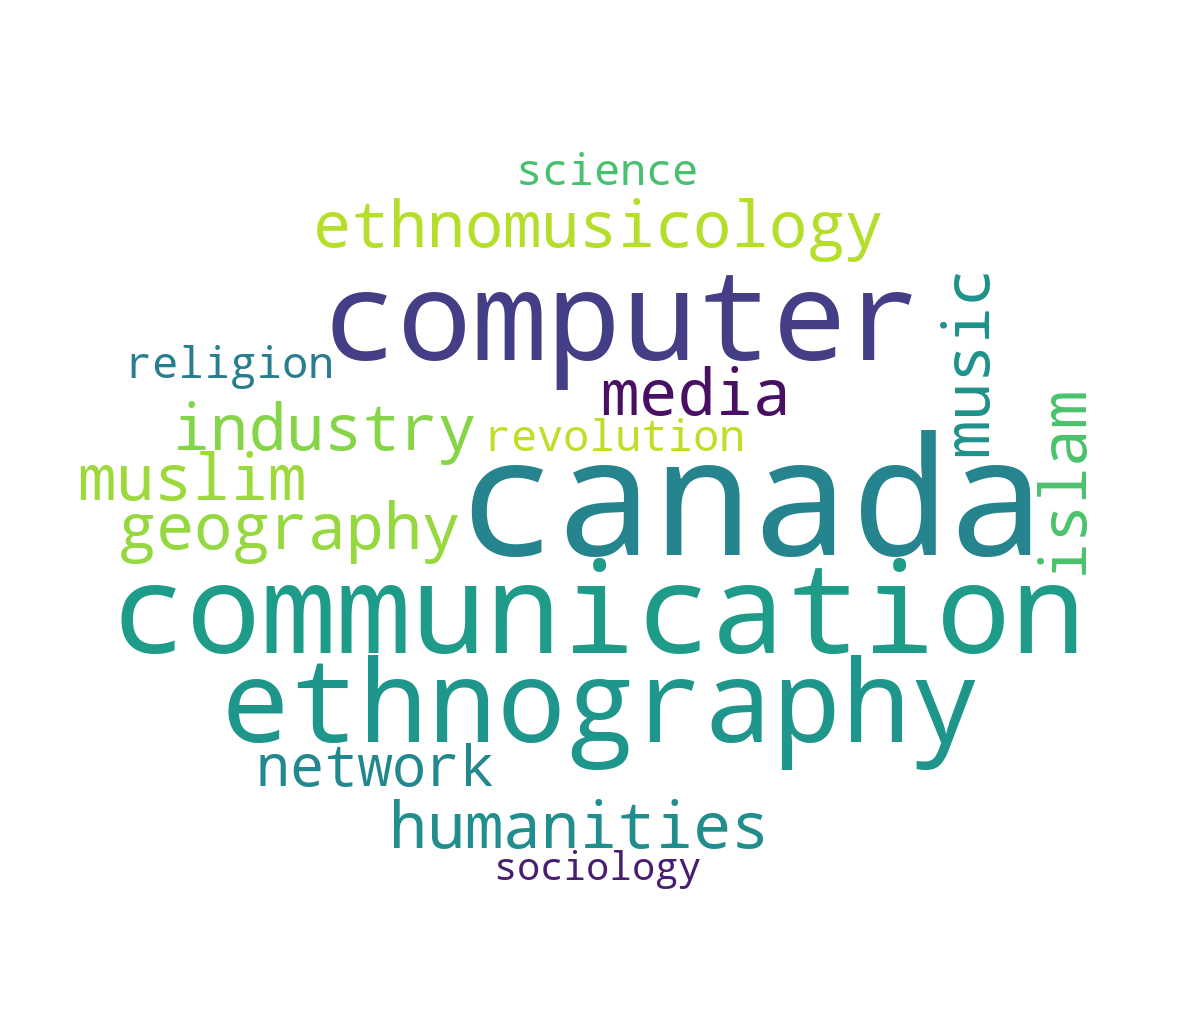 science
ethnomusicology
computer
music
religion
media
islam
industry
revolution
canada
muslim
geography
communication
ethnography
network
humanities
sociology